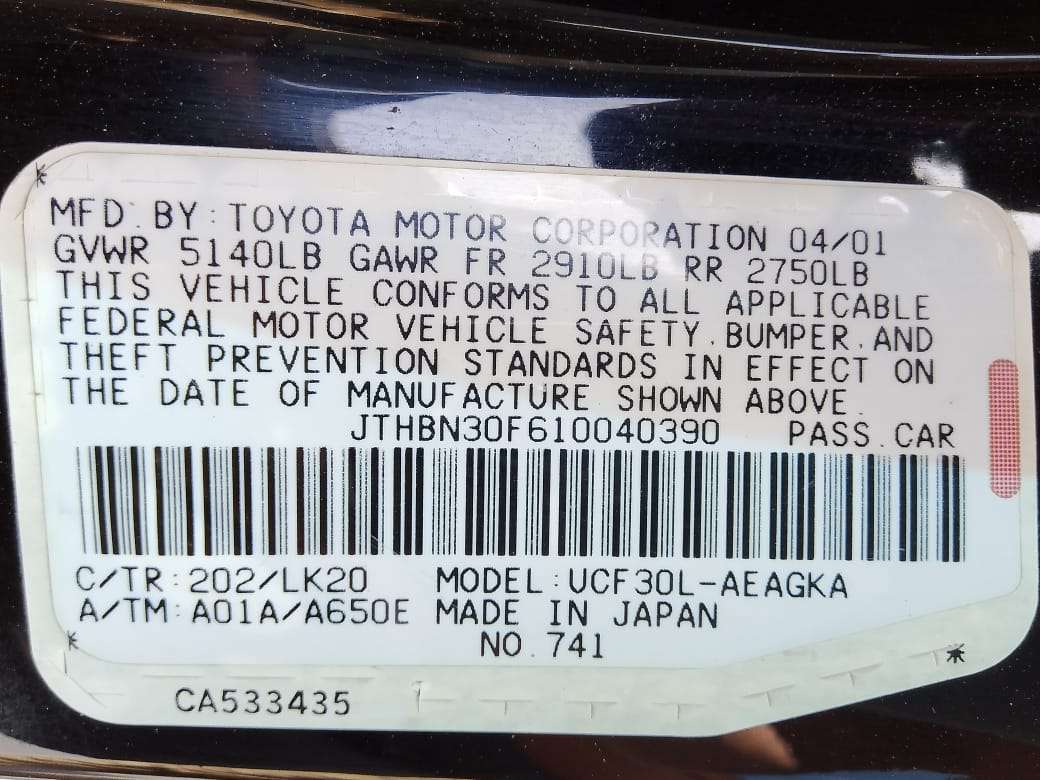 MFD. BY: TOYOTA MOTOR CORPORATION 04/01
GVWR 5140LB GAWR FR 2910LB RR 2750LB
THIS VEHICLE CONFORMS TO ALL APPLICABLE
FEDERAL MOTOR VEHICLE SAFETY, BUMPER, AND
THEFT PREVENTION STANDARDS IN EFFECT ON
THE DATE OF MANUFACTURE SHOWN ABOVE.
JTHBN30F610040390 PASS. CAR
C/TR: 202/LK20 MODEL: UCF30L-AEAGKA
A/TM: A01A/A650E MADE IN JAPAN
NO. 741
CA533435